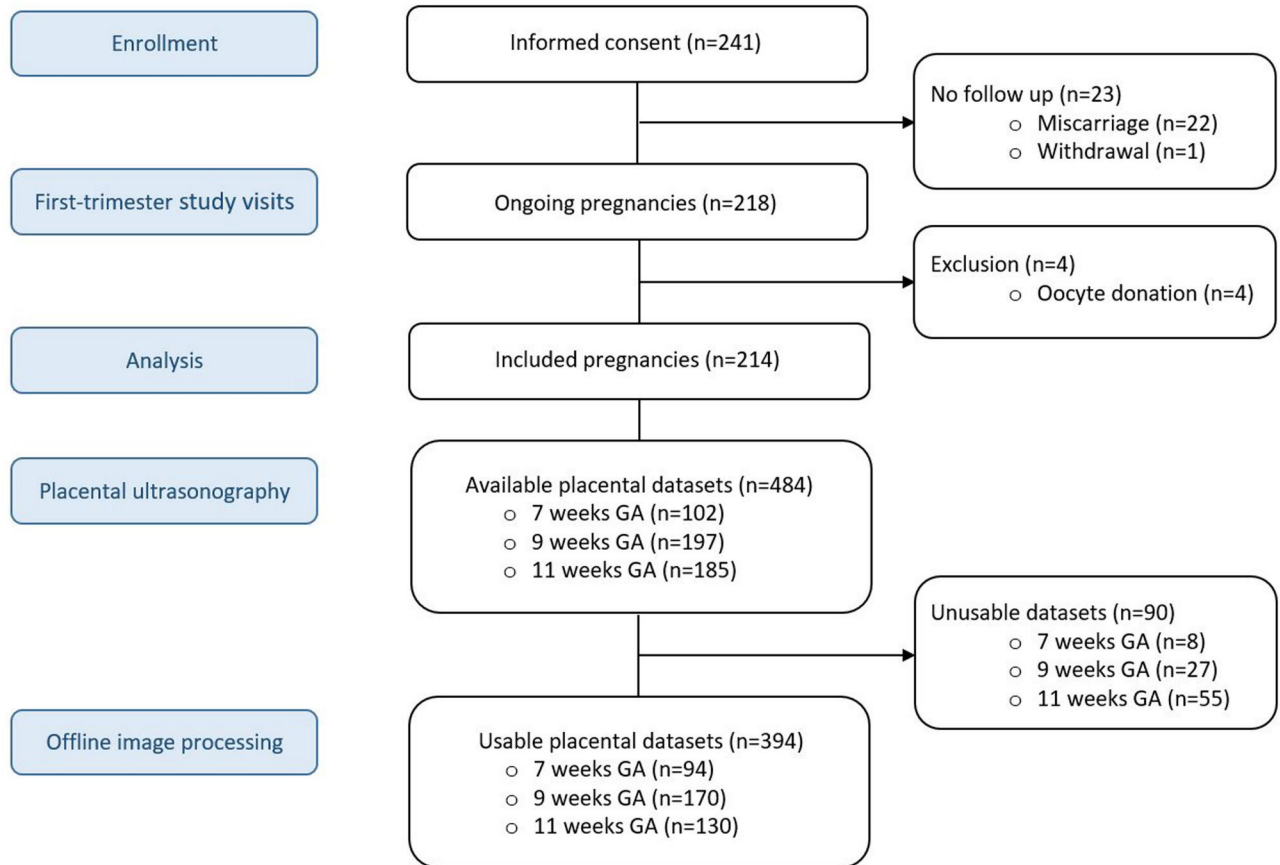 Enrollment
Informed consent (n=241)
No follow up (n=23)
o Miscarriage (n=22)
o Withdrawal (n=1)
First-trimester study visits
Ongoing pregnancies (n=218)
Exclusion (n=4)
o Oocyte donation (n=4)
Analysis
Included pregnancies (n=214)
Placental ultrasonography
Available placental datasets (n=484)
o 7 weeks GA (n=102)
o 9 weeks GA (n=197)
o 11 weeks GA (n=185)
Unusable datasets (n=90)
o 7 weeks GA (n=8)
o 9 weeks GA (n=27)
o 11 weeks GA (n=55)
Offline image processing
Usable placental datasets (n=394)
o 7 weeks GA (n=94)
o 9 weeks GA (n=170)
o 11 weeks GA (n=130)